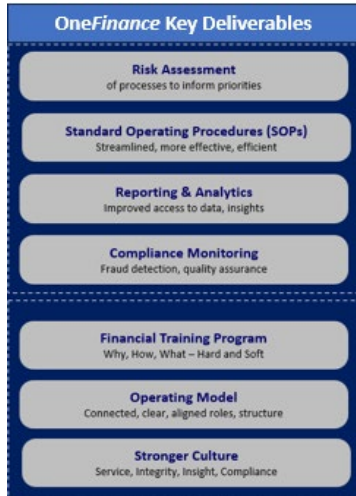 OneFinance Key Deliverables
Risk Assessment
of processes to inform priorities
Standard Operating Procedures (SOPs)
Streamlined, more effective, efficient
Reporting & Analytics
Improved access to data, insights
Compliance Monitoring
Fraud detection, quality assurance
Financial Training Program
Why, How, What – Hard and Soft
Operating Model
Connected, clear, aligned roles, structure
Stronger Culture
Service, Integrity, Insight, Compliance